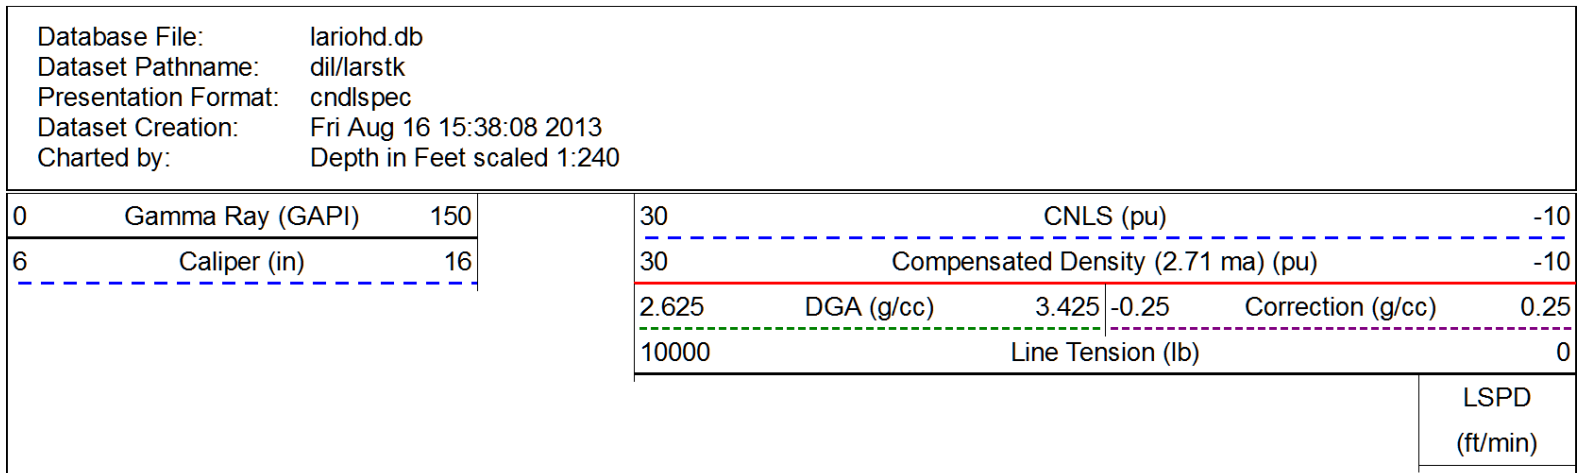 Database File: lariohd.db
Dataset Pathname: dil/larstk
Presentation Format: cndlspec
Dataset Creation: Fri Aug 16 15:38:08 2013
Charted by: Depth in Feet scaled 1:240
0 Gamma Ray (GAPI) 150
6 Caliper (in) 16
30 CNLS (pu) -10
30 Compensated Density (2.71 ma) (pu) -10
2.625 DGA (g/cc) 3.425 -0.25 Correction (g/cc) 0.25
10000 Line Tension (lb) 0
LSPD
(ft/min)